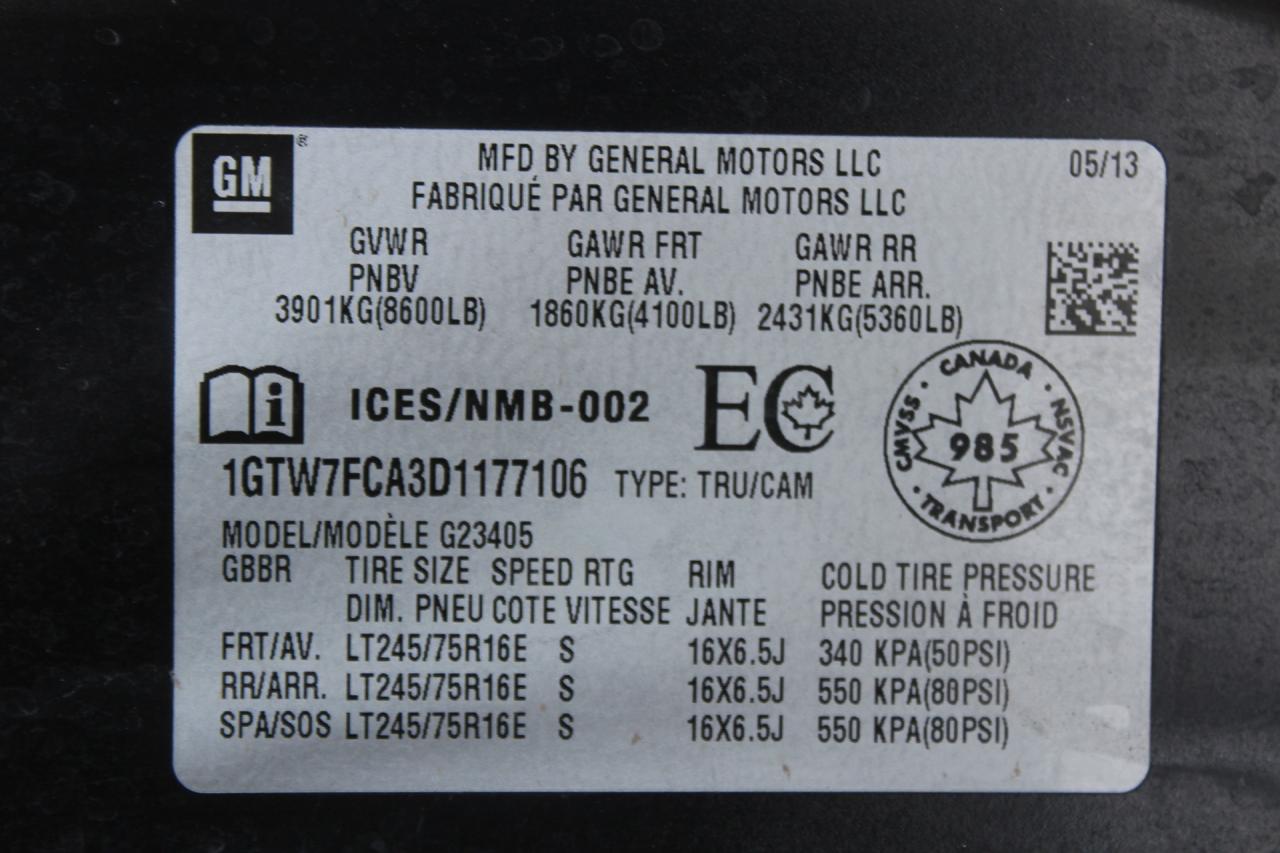 GM ®
MFD BY GENERAL MOTORS LLC 05/13
FABRIQUÉ PAR GENERAL MOTORS LLC
GVWR GAWR FRT GAWR RR
PNBV PNBE AV. PNBE ARR.
3901KG(8600LB) 1860KG(4100LB) 2431KG(5360LB)
i ICES/NMB-002 EC
CANADA
CMVSS · 985 · NSVAC
TRANSPORT
1GTW7FCA3D1177106 TYPE: TRU/CAM
MODEL/MODÈLE G23405
GBBR TIRE SIZE SPEED RTG RIM COLD TIRE PRESSURE
DIM. PNEU COTE VITESSE JANTE PRESSION À FROID
FRT/AV. LT245/75R16E S 16X6.5J 340 KPA(50PSI)
RR/ARR. LT245/75R16E S 16X6.5J 550 KPA(80PSI)
SPA/SOS LT245/75R16E S 16X6.5J 550 KPA(80PSI)